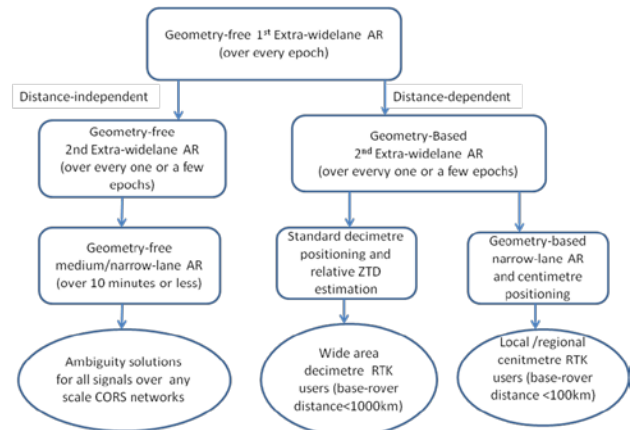 Geometry-free 1st Extra-widelane AR
(over every epoch)
Distance-independent
Distance-dependent
Geometry-free
2nd Extra-widelane AR
(over every one or a few
epochs)
Geometry-Based
2nd Extra-widelane AR
(over evervy one or a few epochs)
Geometry-free
medium/narrow-lane AR
(over 10 minutes or less)
Standard decimetre
positioning and
relative ZTD
estimation
Geometry-based
narrow-lane AR
and centimetre
positioning
Ambiguity solutions
for all signals over any
scale CORS networks
Wide area
decimetre RTK
users (base-rover
distance<1000km)
Local /regional
cenitmetre RTK
users (base-rover
distance <100km)